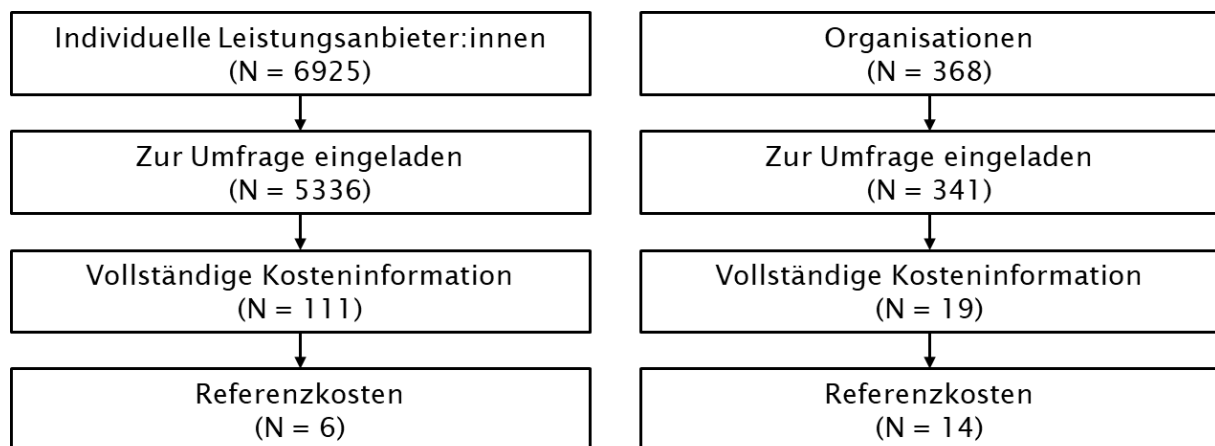 Individuelle Leistungsanbieter:innen
(N = 6925)
Zur Umfrage eingeladen
(N = 5336)
Vollständige Kosteninformation
(N = 111)
Referenzkosten
(N = 6)
Organisationen
(N = 368)
Zur Umfrage eingeladen
(N = 341)
Vollständige Kosteninformation
(N = 19)
Referenzkosten
(N = 14)